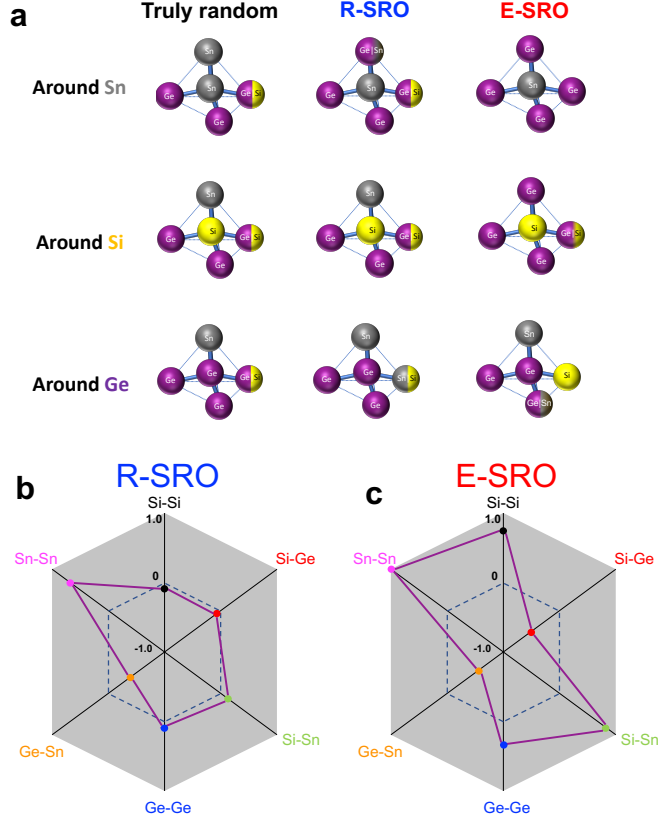 a
Truly random R-SRO E-SRO
Around Sn
Sn Sn Ge Ge Si Ge
Ge|Sn Sn Ge Ge Si Ge
Ge Sn Ge Ge Ge
Around Si
Sn Si Ge Ge Si Ge
Sn Si Ge Ge Si Ge
Ge Si Ge Ge Si Ge
Around Ge
Sn Ge Ge Ge Si Ge
Sn Ge Ge Sn Si Ge
Sn Ge Ge Si Ge|Sn
b R-SRO
Si-Si
1.0
Sn-Sn
Si-Ge
0
-1.0
Ge-Sn
Si-Sn
Ge-Ge
c E-SRO
Si-Si
1.0
Sn-Sn
Si-Ge
0
-1.0
Ge-Sn
Si-Sn
Ge-Ge